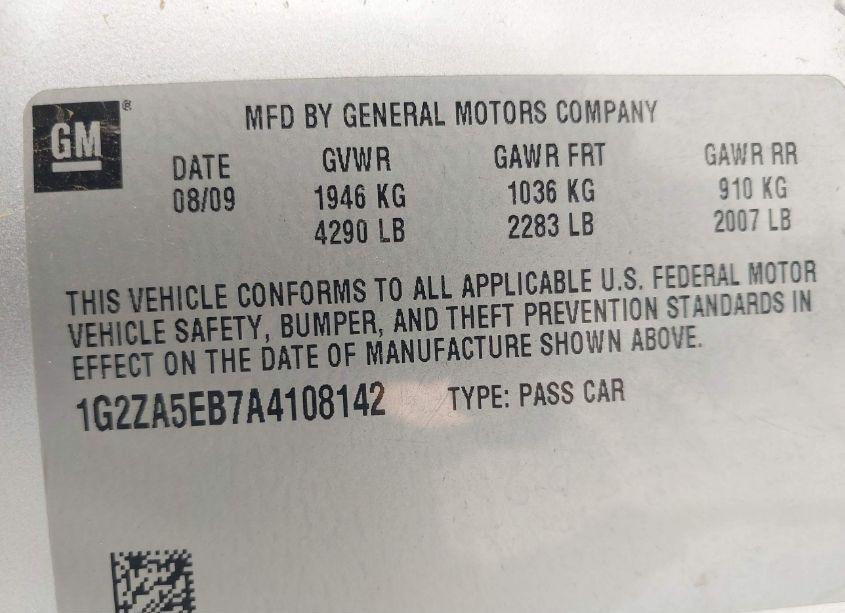 GM®
MFD BY GENERAL MOTORS COMPANY
DATE GVWR GAWR FRT GAWR RR
08/09 1946 KG 1036 KG 910 KG
4290 LB 2283 LB 2007 LB
THIS VEHICLE CONFORMS TO ALL APPLICABLE U.S. FEDERAL MOTOR
VEHICLE SAFETY, BUMPER, AND THEFT PREVENTION STANDARDS IN
EFFECT ON THE DATE OF MANUFACTURE SHOWN ABOVE.
1G2ZA5EB7A4108142 TYPE: PASS CAR